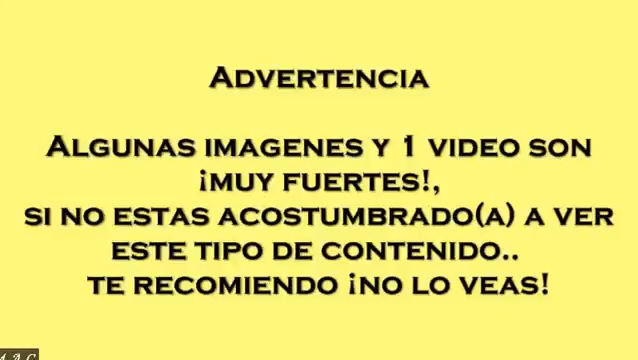 ADVERTENCIA
ALGUNAS IMAGENES Y 1 VIDEO SON
¡MUY FUERTES!,
SI NO ESTAS ACOSTUMBRADO(A) A VER
ESTE TIPO DE CONTENIDO..
TE RECOMIENDO ¡NO LO VEAS!